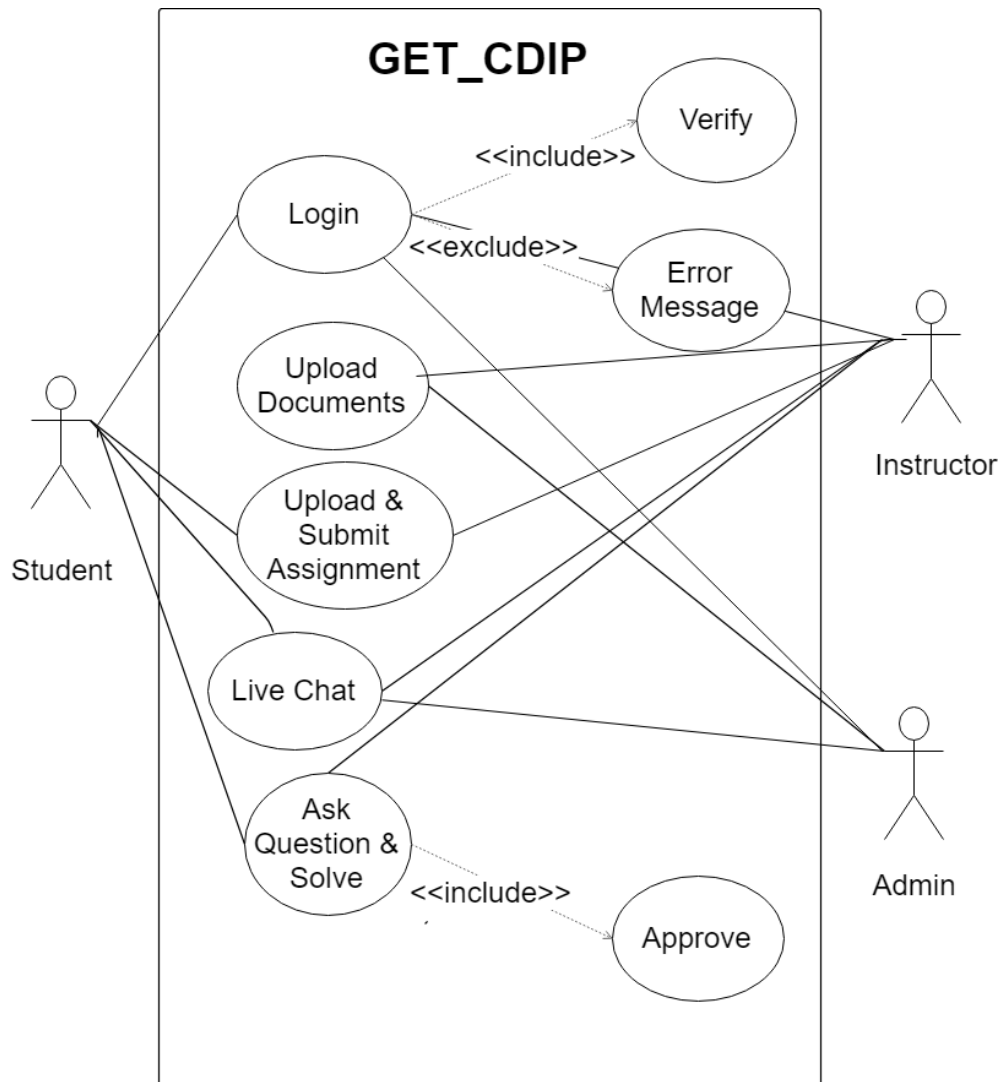 GET_CDIP
Verify
<<include>>
Login
<<exclude>>
Error
Message
Upload
Documents
Instructor
Upload &
Submit
Assignment
Student
Live Chat
Ask
Question &
Solve
Admin
<<include>>
Approve